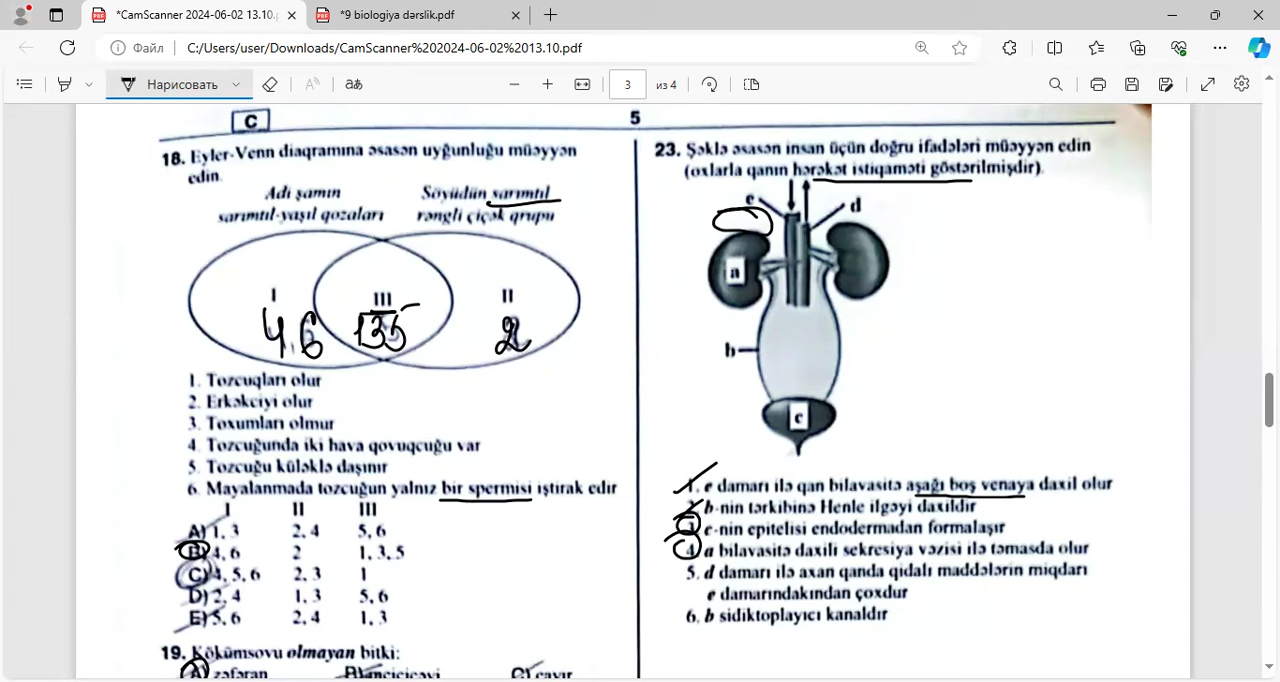 *CamScanner 2024-06-02 13.10.
*9 biologiya dərslik.pdf
Файл
C:/Users/user/Downloads/CamScanner%202024-06-02%2013.10.pdf
Нарисовать
3
из 4
C
5
18. Eyler-Venn diaqramına əsasən uyğunluğu müəyyən
edin.
Adi şamın
sarımtıl-yaşıl qozaları
Söyüdün sarımtıl
rəngli çiçək qrupu
I
III
II
4.6
135
2
1. Tozcuqları olur
2. Erkəkciyi olur
3. Toxumları olmur
4. Tozcuğunda iki hava qovuqcuğu var
5. Tozcuğu küləklə daşınır
6. Mayalanmada tozcuğun yalnız bir spermisi iştirak edir
I II III
A) 1, 3 2, 4 5, 6
B) 4, 6 2 1, 3, 5
C) 4, 5, 6 2, 3 1
D) 2, 4 1, 3 5, 6
E) 5, 6 2, 4 1, 3
19. Kökümsovu olmayan bitki:
A) zəfəran B) inciçiçəyi C) çayır
23. Şəklə əsasən insan üçün doğru ifadələri müəyyən edin
(oxlarla qanın hərəkət istiqaməti göstərilmişdir).
e
d
a
b
c
1. e damarı ilə qan bilavasitə aşağı boş venaya daxil olur
2. b-nin tərkibinə Henle ilgəyi daxildir
3. c-nin epitelisi endodermadan formalaşır
4. a bilavasitə daxili sekresiya vəzisi ilə təmasda olur
5. d damarı ilə axan qanda qidalı maddələrin miqdarı
e damarındakından çoxdur
6. b sidiktoplayıcı kanaldır